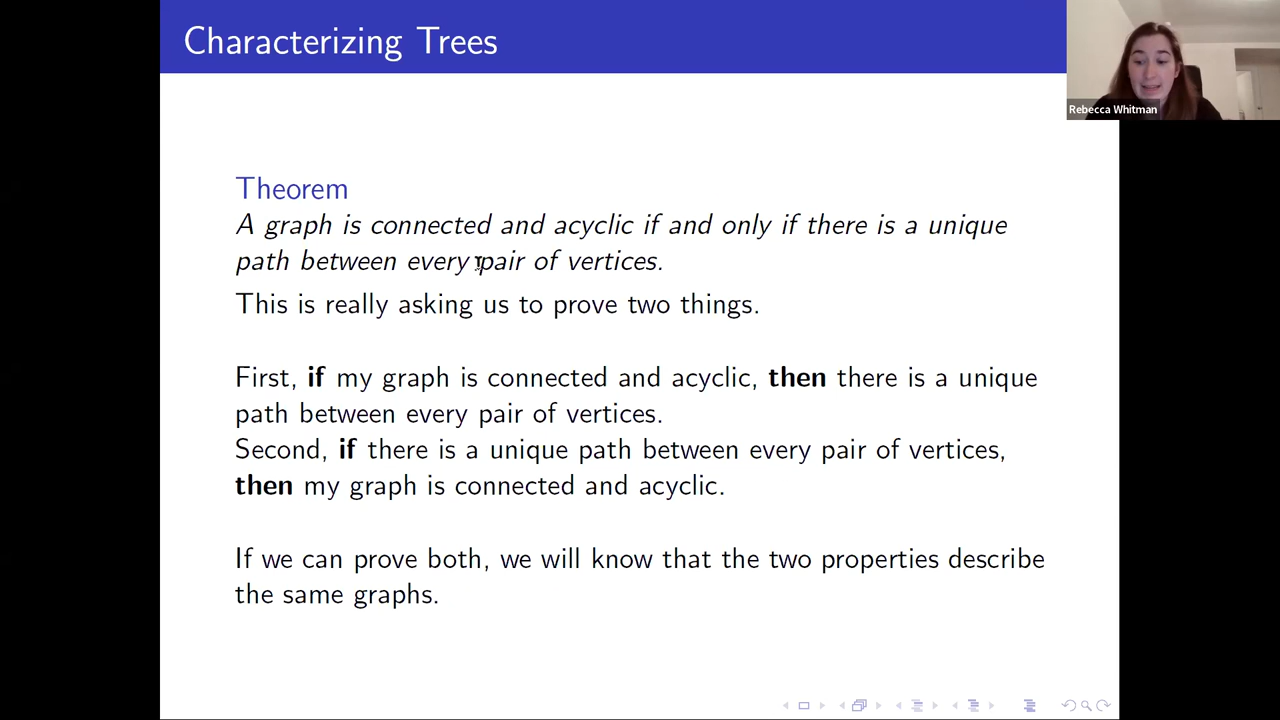 Characterizing Trees
Rebecca Whitman
Theorem
A graph is connected and acyclic if and only if there is a unique
path between every pair of vertices.
This is really asking us to prove two things.
First, if my graph is connected and acyclic, then there is a unique
path between every pair of vertices.
Second, if there is a unique path between every pair of vertices,
then my graph is connected and acyclic.
If we can prove both, we will know that the two properties describe
the same graphs.